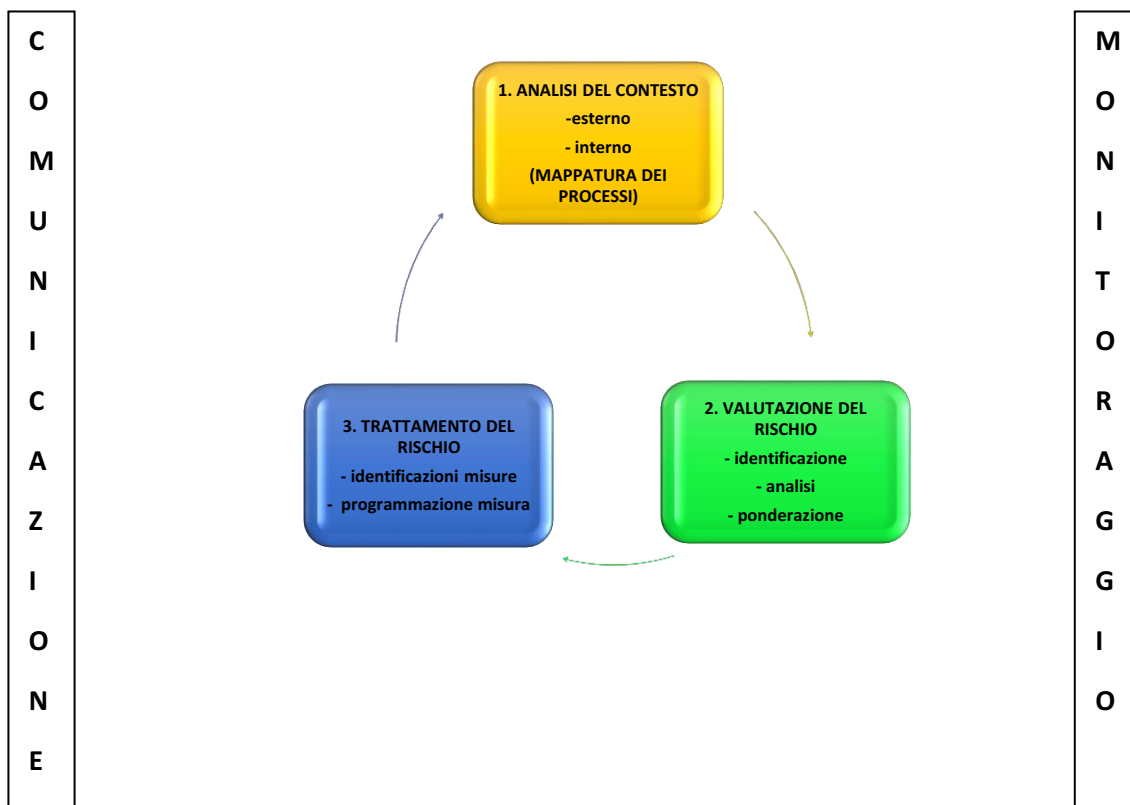 C
O
M
U
N
I
C
A
Z
I
O
N
E
1. ANALISI DEL CONTESTO
-esterno
- interno
(MAPPATURA DEI
PROCESSI)
2. VALUTAZIONE DEL
RISCHIO
- identificazione
- analisi
- ponderazione
3. TRATTAMENTO DEL
RISCHIO
- identificazioni misure
- programmazione misura
M
O
N
I
T
O
R
A
G
G
I
O